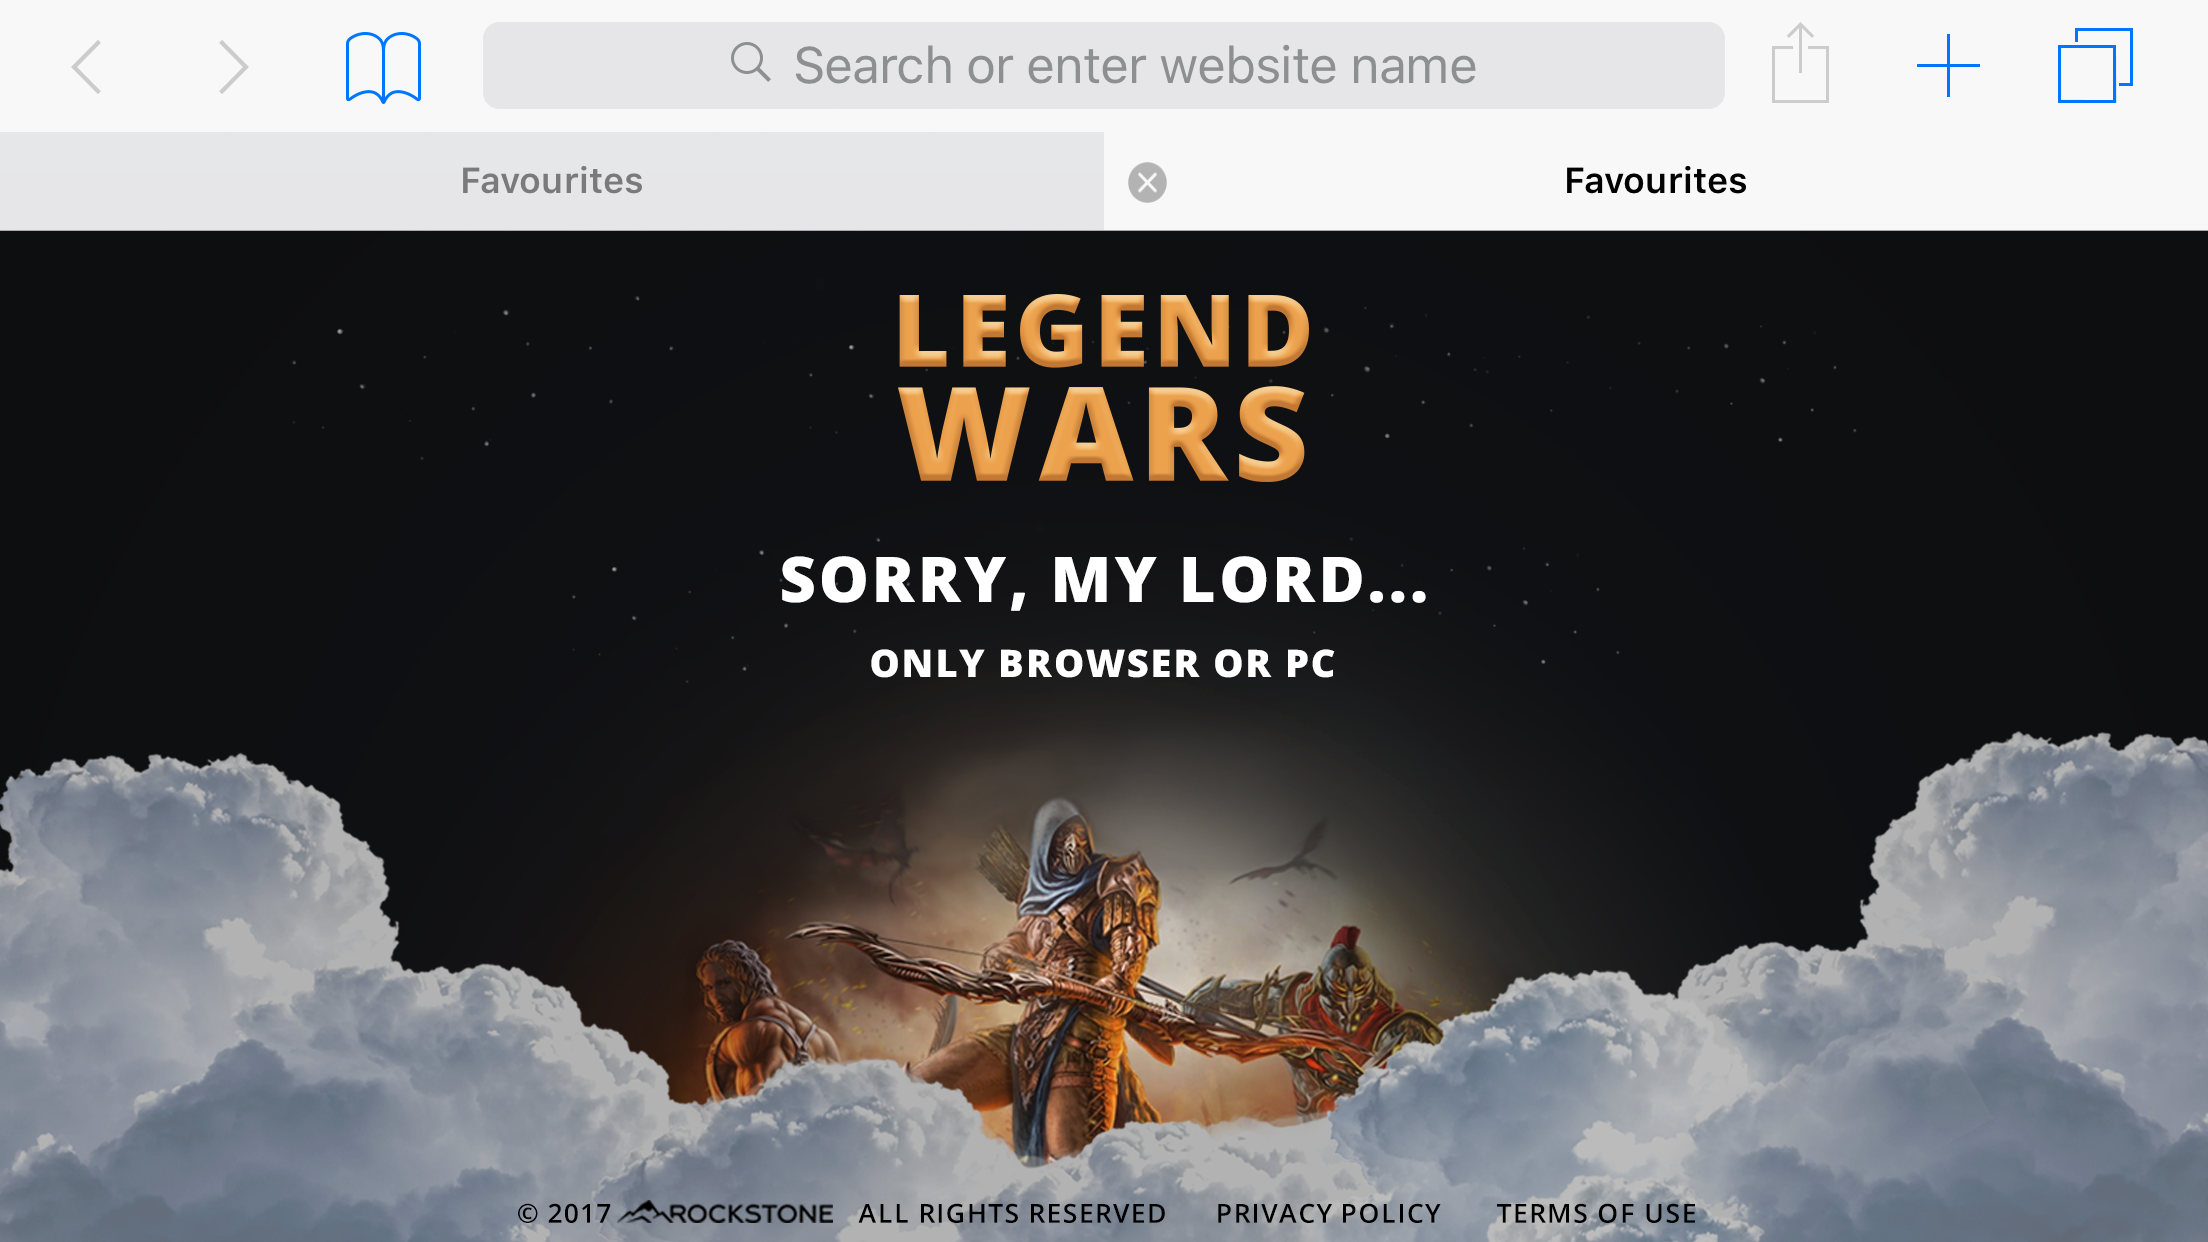 Search or enter website name
Favourites
Favourites
LEGEND
WARS
SORRY, MY LORD...
ONLY BROWSER OR PC
© 2017 ROCKSTONE ALL RIGHTS RESERVED PRIVACY POLICY TERMS OF USE